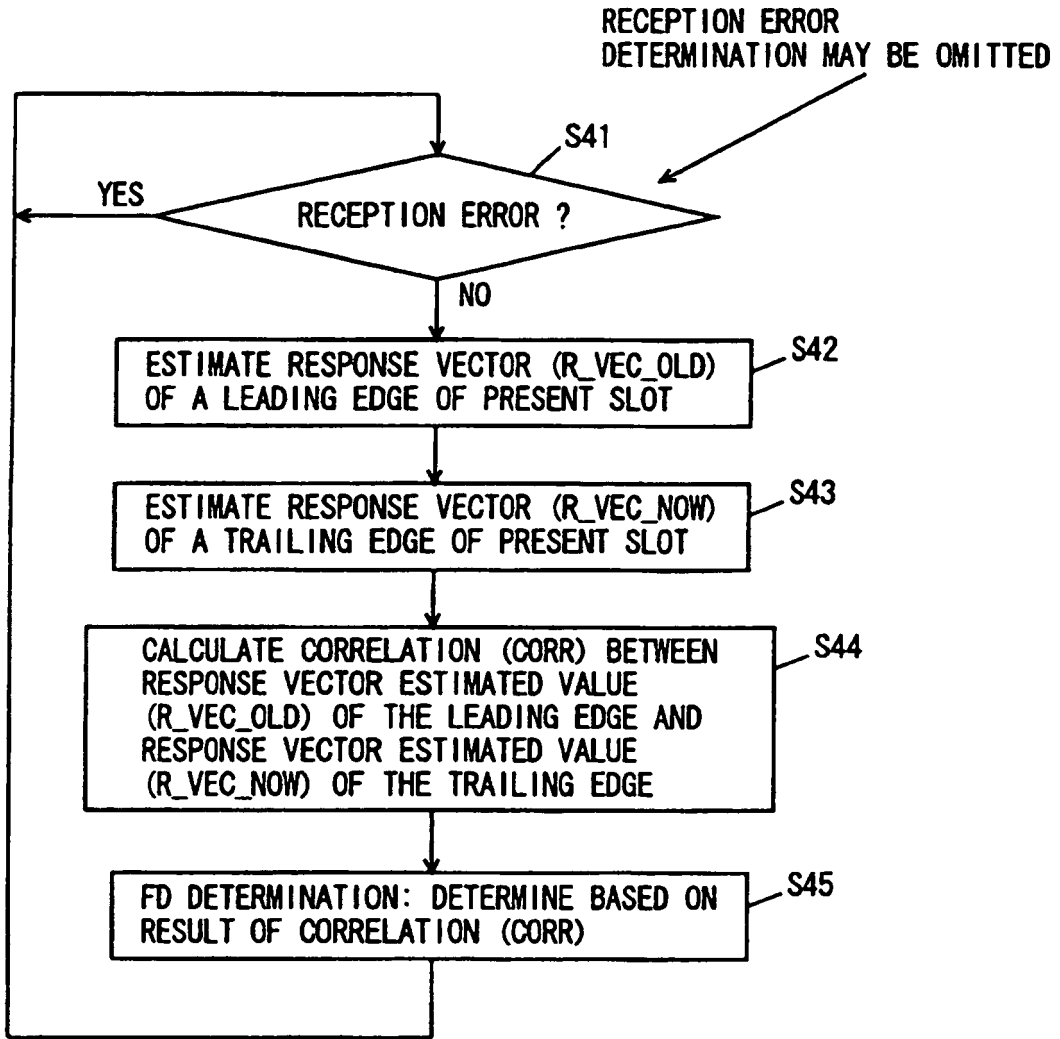 RECEPTION ERROR
DETERMINATION MAY BE OMITTED
S41
YES
RECEPTION ERROR ?
NO
S42
ESTIMATE RESPONSE VECTOR (R_VEC_OLD)
OF A LEADING EDGE OF PRESENT SLOT
S43
ESTIMATE RESPONSE VECTOR (R_VEC_NOW)
OF A TRAILING EDGE OF PRESENT SLOT
S44
CALCULATE CORRELATION (CORR) BETWEEN
RESPONSE VECTOR ESTIMATED VALUE
(R_VEC_OLD) OF THE LEADING EDGE AND
RESPONSE VECTOR ESTIMATED VALUE
(R_VEC_NOW) OF THE TRAILING EDGE
S45
FD DETERMINATION: DETERMINE BASED ON
RESULT OF CORRELATION (CORR)